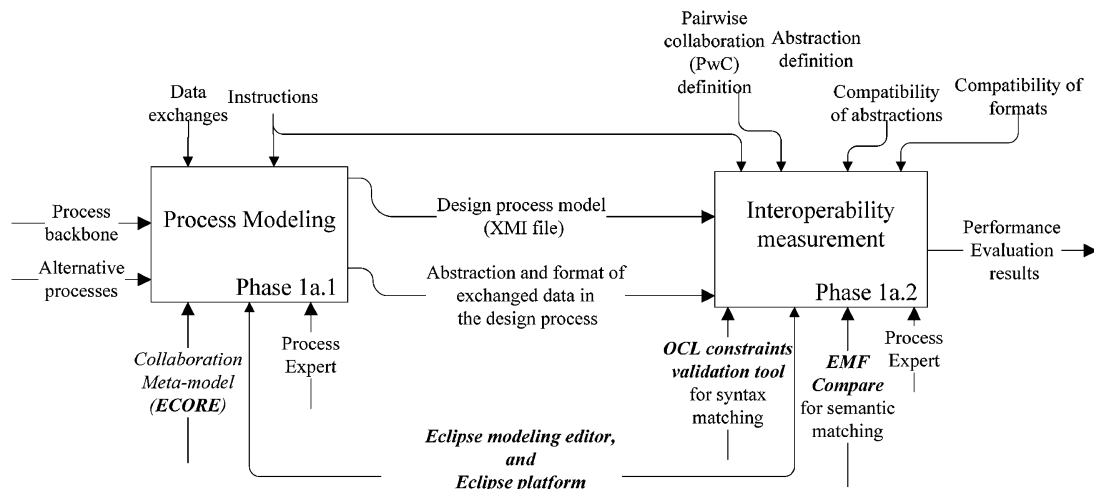 Pairwise
collaboration
(PwC)
definition
Abstraction
definition
Data
exchanges
Instructions
Compatibility
of abstractions
Compatibility of
formats
Process
backbone
Alternative
processes
Process Modeling
Phase 1a.1
Design process model
(XMI file)
Abstraction and format of
exchanged data in
the design process
Interoperability
measurement
Phase 1a.2
Performance
Evaluation
results
Collaboration
Meta-model
(ECORE)
Process
Expert
OCL constraints
validation tool
for syntax
matching
EMF
Compare
for semantic
matching
Process
Expert
Eclipse modeling editor,
and
Eclipse platform